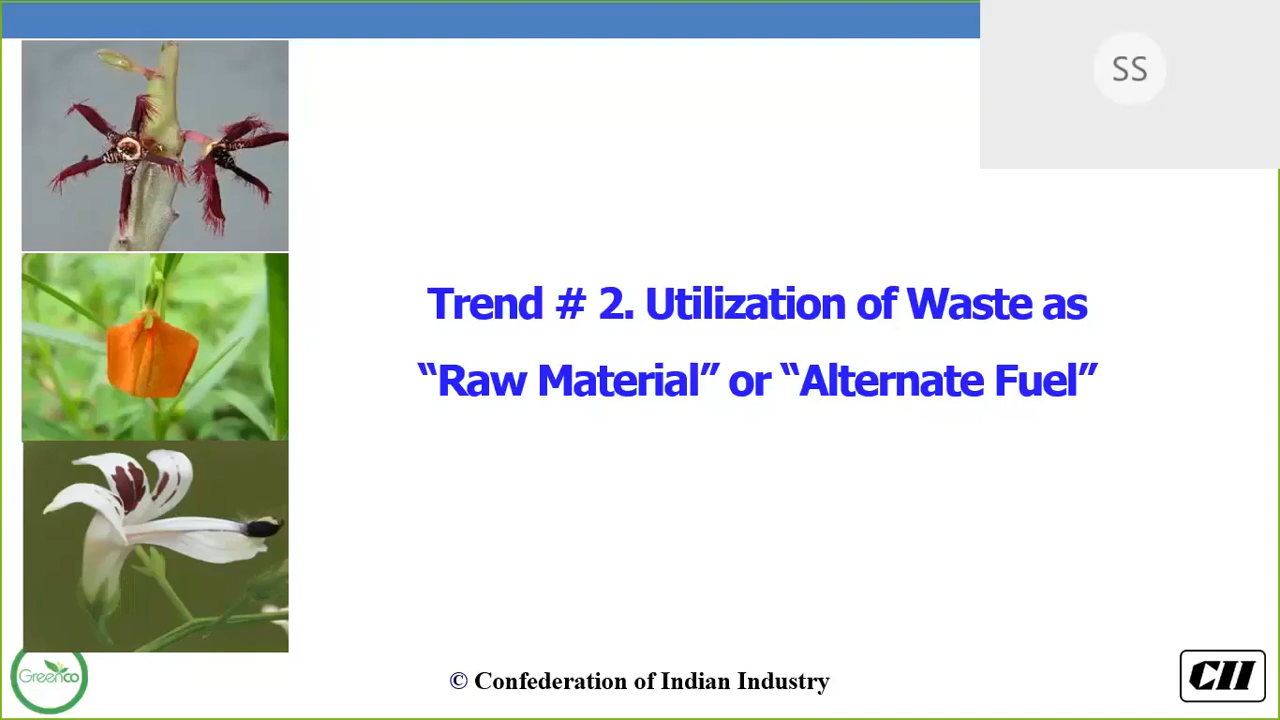 SS
Trend # 2. Utilization of Waste as
“Raw Material” or “Alternate Fuel”
Greenco
© Confederation of Indian Industry
CII